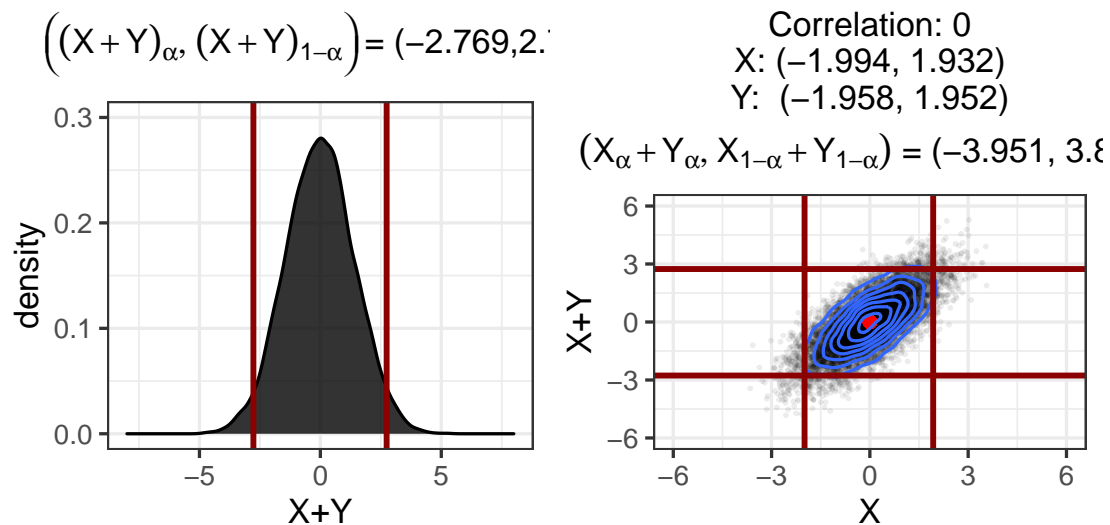 ((X + Y)α, (X + Y)1−α) = (−2.769,2.
0.3
0.2
0.1
0.0
density
−5 0 5
X+Y
Correlation: 0
X: (−1.994, 1.932)
Y: (−1.958, 1.952)
(Xα + Yα, X1−α + Y1−α) = (−3.951, 3.8
6
3
0
−3
−6
X+Y
−6 −3 0 3 6
X